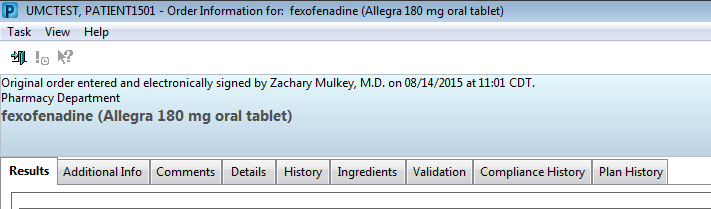 P UMCTEST, PATIENT1501 - Order Information for: fexofenadine (Allegra 180 mg oral tablet)
Task View Help
Original order entered and electronically signed by Zachary Mulkey, M.D. on 08/14/2015 at 11:01 CDT.
Pharmacy Department
fexofenadine (Allegra 180 mg oral tablet)
Results Additional Info Comments Details History Ingredients Validation Compliance History Plan History